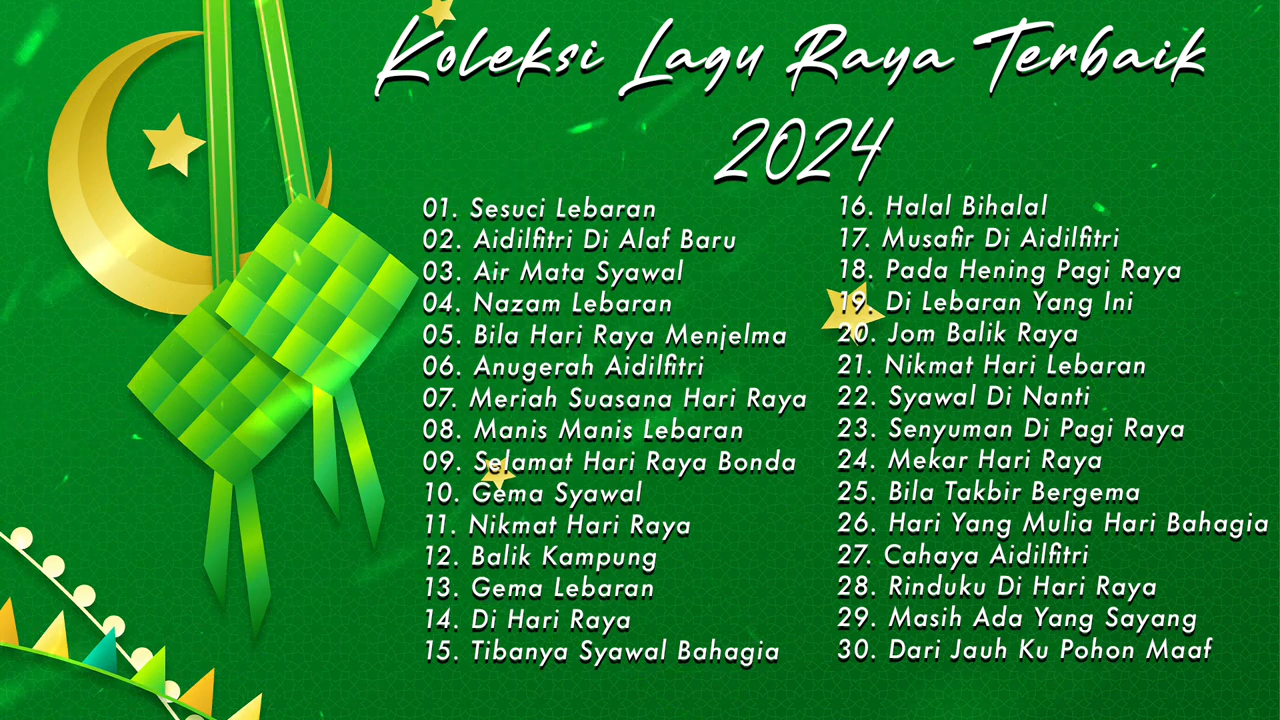 Koleksi Lagu Raya Terbaik
2024
01. Sesuci Lebaran
02. Aidilfitri Di Alaf Baru
03. Air Mata Syawal
04. Nazam Lebaran
05. Bila Hari Raya Menjelma
06. Anugerah Aidilfitri
07. Meriah Suasana Hari Raya
08. Manis Manis Lebaran
09. Selamat Hari Raya Bonda
10. Gema Syawal
11. Nikmat Hari Raya
12. Balik Kampung
13. Gema Lebaran
14. Di Hari Raya
15. Tibanya Syawal Bahagia
16. Halal Bihalal
17. Musafir Di Aidilfitri
18. Pada Hening Pagi Raya
19. Di Lebaran Yang Ini
20. Jom Balik Raya
21. Nikmat Hari Lebaran
22. Syawal Di Nanti
23. Senyuman Di Pagi Raya
24. Mekar Hari Raya
25. Bila Takbir Bergema
26. Hari Yang Mulia Hari Bahagia
27. Cahaya Aidilfitri
28. Rinduku Di Hari Raya
29. Masih Ada Yang Sayang
30. Dari Jauh Ku Pohon Maaf